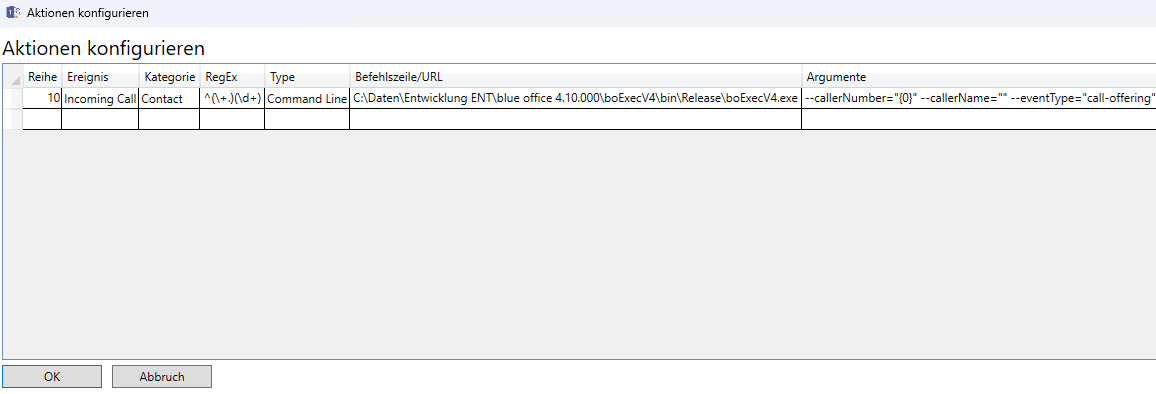 Aktionen konfigurieren
Aktionen konfigurieren
Reihe Ereignis Kategorie RegEx Type Befehlszeile/URL Argumente
10 Incoming Call Contact ^(\+.)(\d+) Command Line C:\Daten\Entwicklung ENT\blue office 4.10.000\boExecV4\bin\Release\boExecV4.exe --callerNumber="{0}" --callerName="" --eventType="call-offering"
OK Abbruch